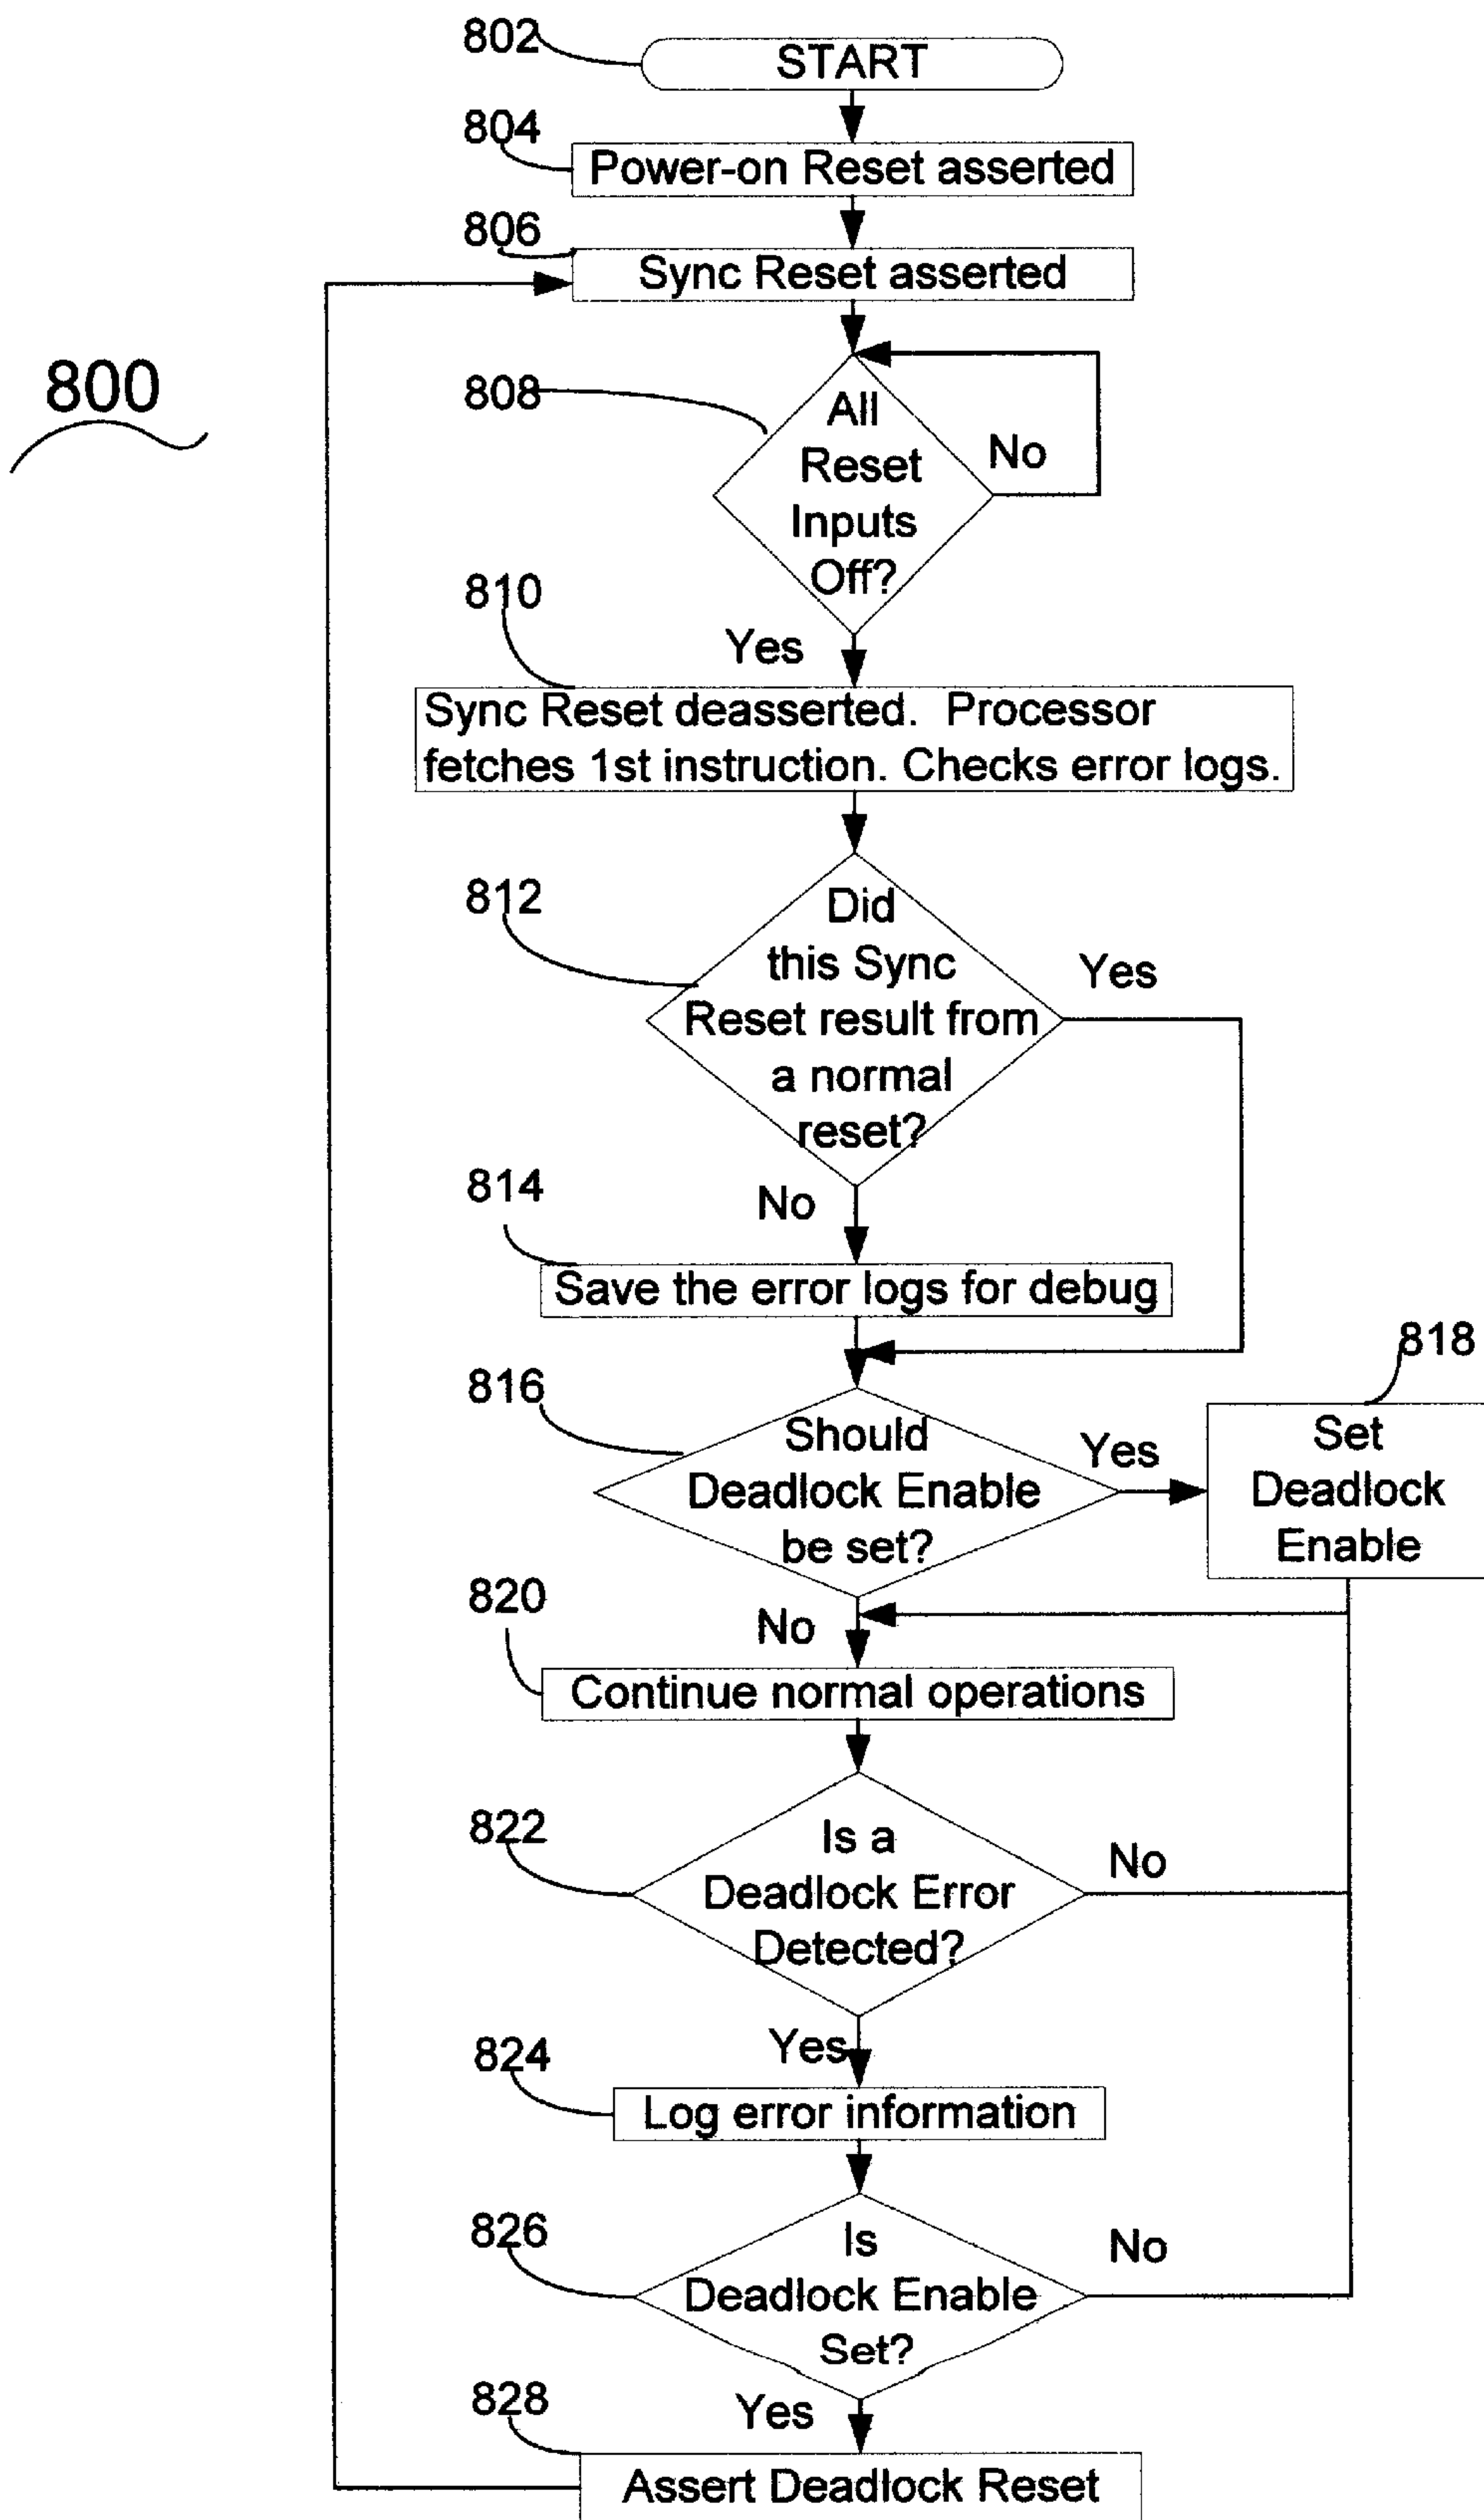 802
START
804
Power-on Reset asserted
806
Sync Reset asserted
800
808
All
Reset
Inputs
Off?
No
810
Yes
Sync Reset deasserted. Processor
fetches 1st instruction. Checks error logs.
812
Did
this Sync
Reset result from
a normal
reset?
Yes
814
No
Save the error logs for debug
816
Should
Deadlock Enable
be set?
Yes
818
Set
Deadlock
Enable
820
No
Continue normal operations
822
Is a
Deadlock Error
Detected?
No
824
Yes
Log error information
826
Is
Deadlock Enable
Set?
No
828
Yes
Assert Deadlock Reset